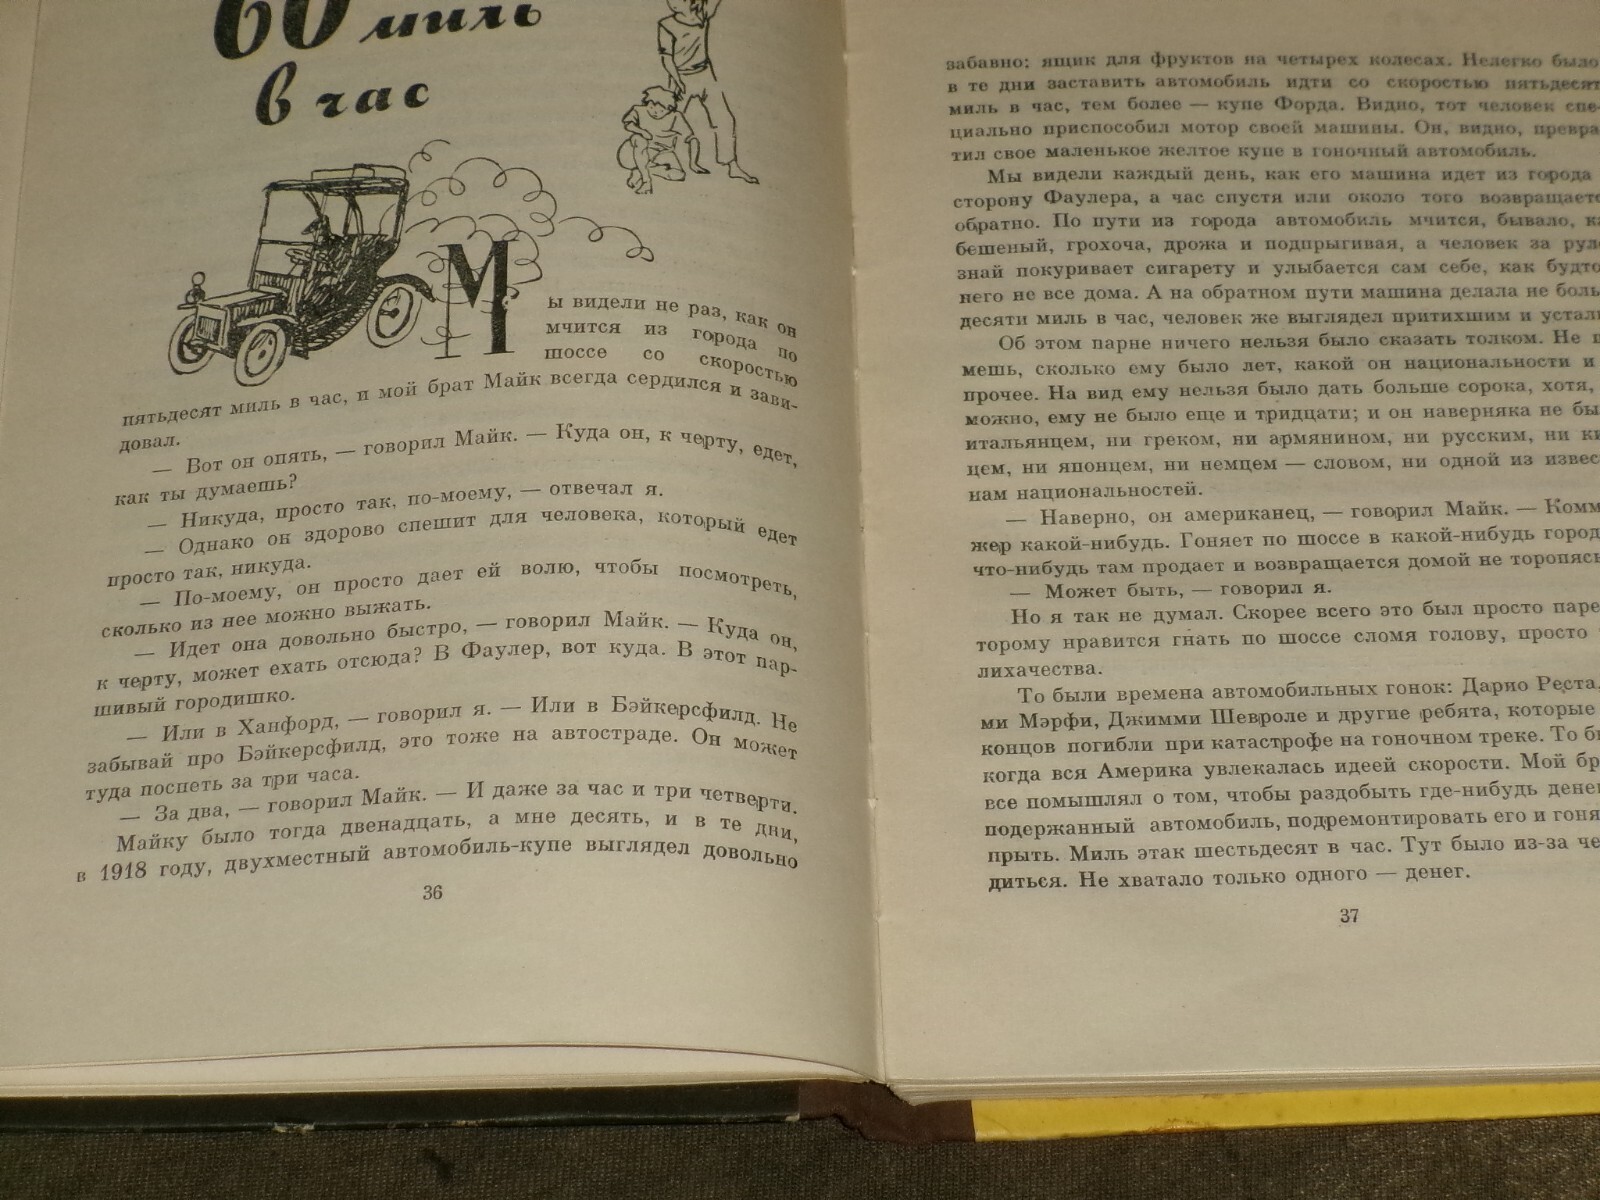 60 миль
в час
Мы видели не раз, как он
мчится из города по
шоссе со скоростью
пятьдесят миль в час, и мой брат Майк всегда сердился и зави-
довал.
— Вот он опять, — говорил Майк. — Куда он, к черту, едет,
как ты думаешь?
— Никуда, просто так, по-моему, — отвечал я.
— Однако он здорово спешит для человека, который едет
просто так, никуда.
— По-моему, он просто дает ей волю, чтобы посмотреть,
сколько из нее можно выжать.
— Идет она довольно быстро, — говорил Майк. — Куда он,
к черту, может ехать отсюда? В Фаулер, вот куда. В этот пар-
шивый городишко.
— Или в Ханфорд, — говорил я. — Или в Бэйкерсфилд. Не
забывай про Бэйкерсфилд, это тоже на автостраде. Он может
туда поспеть за три часа.
— За два, — говорил Майк. — И даже за час и три четверти.
Майку было тогда двенадцать, а мне десять, и в те дни,
в 1918 году, двухместный автомобиль-купе выглядел довольно
36
забавно: ящик для фруктов на четырех колесах. Нелегко было
в те дни заставить автомобиль идти со скоростью пятьдесят
миль в час, тем более — купе Форда. Видно, тот человек спе-
циально приспособил мотор своей машины. Он, видно, превра-
тил свое маленькое желтое купе в гоночный автомобиль.
Мы видели каждый день, как его машина идет из города
сторону Фаулера, а час спустя или около того возвращаетс
обратно. По пути из города автомобиль мчится, бывало, ка
бешеный, грохоча, дрожа и подпрыгивая, а человек за рул
знай покуривает сигарету и улыбается сам себе, как будто
него не все дома. А на обратном пути машина делала не боль
десяти миль в час, человек же выглядел притихшим и устал
Об этом парне ничего нельзя было сказать толком. Не
мешь, сколько ему было лет, какой он национальности и
прочее. На вид ему нельзя было дать больше сорока, хотя,
можно, ему не было еще и тридцати; и он наверняка не бы
итальянцем, ни греком, ни армянином, ни русским, ни ки
цем, ни японцем, ни немцем — словом, ни одной из извес
нам национальностей.
— Наверно, он американец, — говорил Майк. — Комм
жер какой-нибудь. Гоняет по шоссе в какой-нибудь город
что-нибудь там продает и возвращается домой не торопяс
— Может быть, — говорил я.
Но я так не думал. Скорее всего это был просто паре
торому нравится гнать по шоссе сломя голову, просто
лихачества.
То были времена автомобильных гонок: Дарио Реста,
ми Мэрфи, Джимми Шевроле и другие ребята, которые
концов погибли при катастрофе на гоночном треке. То б
когда вся Америка увлекалась идеей скорости. Мой бр
все помышлял о том, чтобы раздобыть где-нибудь дене
подержанный автомобиль, подремонтировать его и гоня
прыть. Миль этак шестьдесят в час. Тут было из-за че
диться. Не хватало только одного — денег.
37